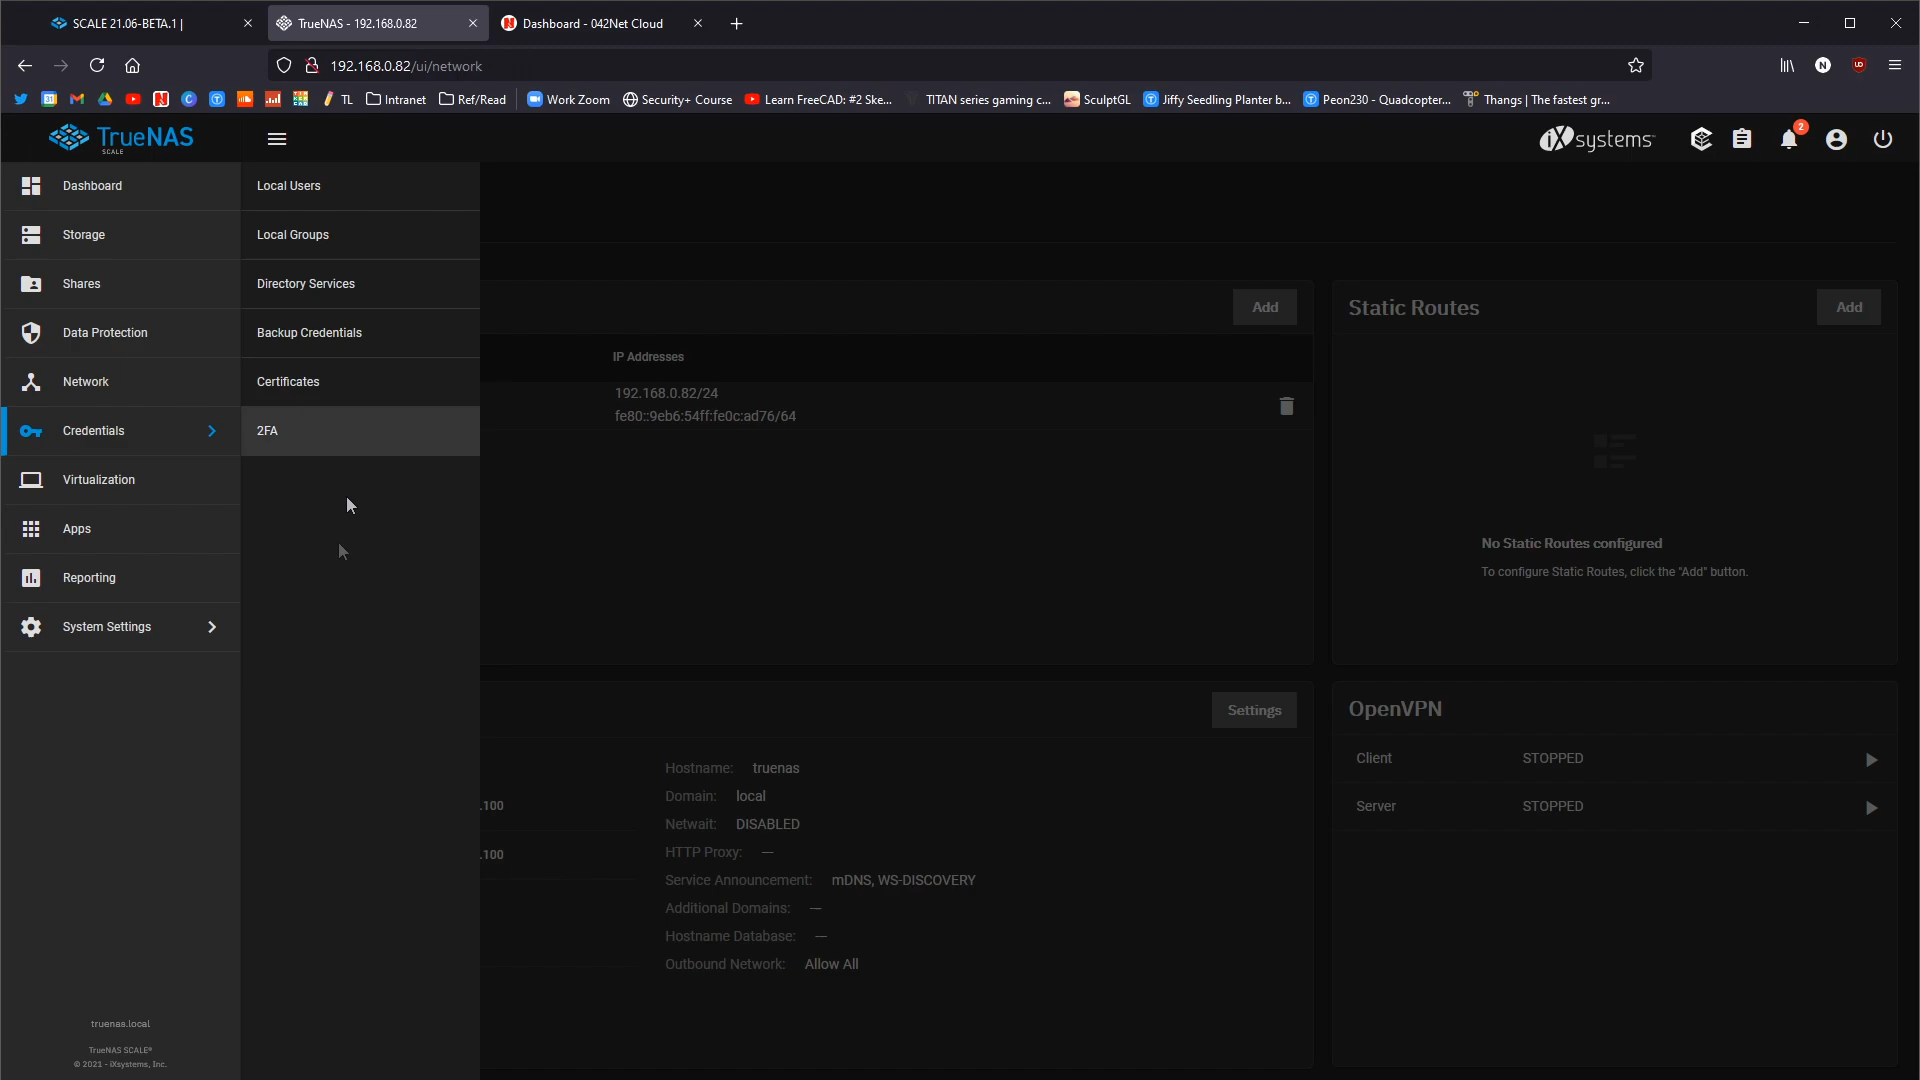 SCALE 21.06-BETA.1 |
TrueNAS - 192.168.0.82
Dashboard - 042Net Cloud
192.168.0.82/ui/network
TL
Intranet
Ref/Read
Work Zoom
Security+ Course
Learn FreeCAD: #2 Ske...
TITAN series gaming c...
SculptGL
Jiffy Seedling Planter b...
Peon230 - Quadcopter...
Thangs | The fastest gr...
TrueNAS
SCALE
iXsystems
2
Dashboard
Storage
Shares
Data Protection
Network
Credentials
Virtualization
Apps
Reporting
System Settings
Local Users
Local Groups
Directory Services
Backup Credentials
Certificates
2FA
Add
IP Addresses
192.168.0.82/24
fe80::9eb6:54ff:fe0c:ad76/64
Static Routes
Add
No Static Routes configured
To configure Static Routes, click the "Add" button.
Settings
.100
.100
Hostname: truenas
Domain: local
Netwait: DISABLED
HTTP Proxy: —
Service Announcement: mDNS, WS-DISCOVERY
Additional Domains: —
Hostname Database: —
Outbound Network: Allow All
OpenVPN
Client STOPPED
Server STOPPED
truenas.local
TrueNAS SCALE®
© 2021 - iXsystems, Inc.